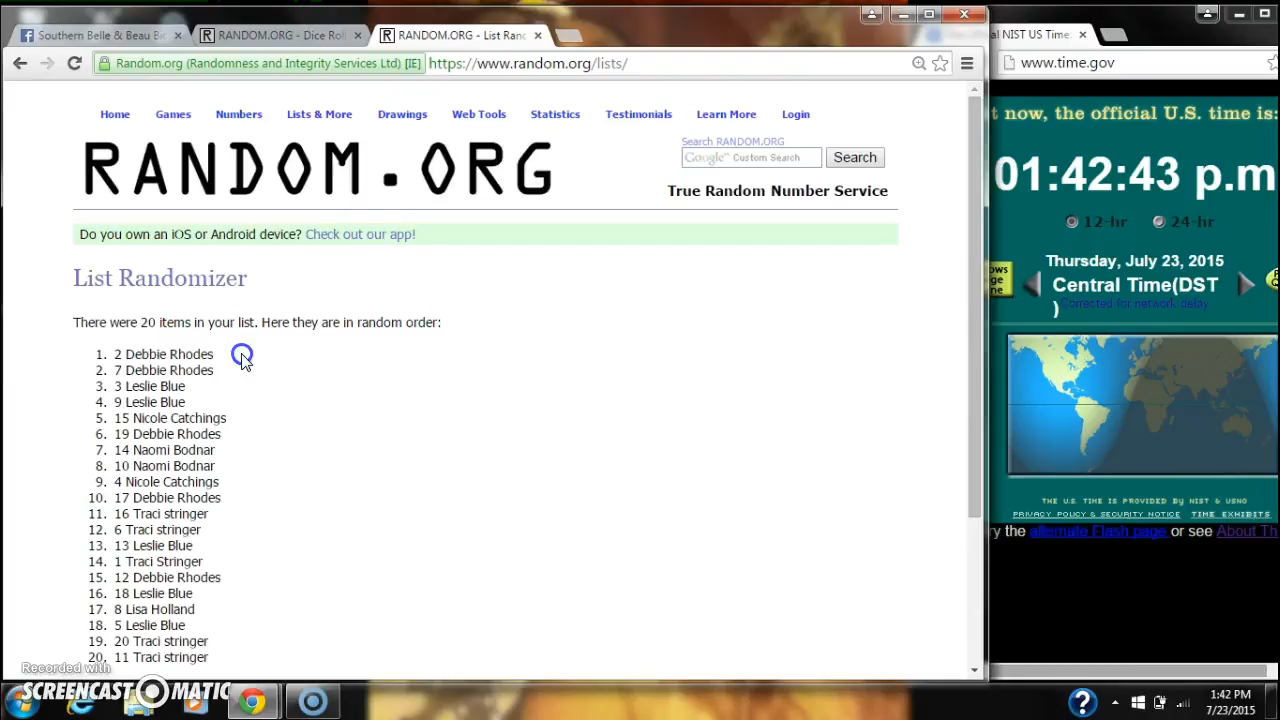 Southern Belle & Beau Bi
RANDOM.ORG - Dice Roll
RANDOM.ORG - List Ran
al NIST US Time
Random.org (Randomness and Integrity Services Ltd) [IE]
https://www.random.org/lists/
www.time.gov
Home Games Numbers Lists & More Drawings Web Tools Statistics Testimonials Learn More Login
Search RANDOM.ORG
RANDOM.ORG
Google™ Custom Search
Search
True Random Number Service
Do you own an iOS or Android device? Check out our app!
List Randomizer
There were 20 items in your list. Here they are in random order:
1. 2 Debbie Rhodes
2. 7 Debbie Rhodes
3. 3 Leslie Blue
4. 9 Leslie Blue
5. 15 Nicole Catchings
6. 19 Debbie Rhodes
7. 14 Naomi Bodnar
8. 10 Naomi Bodnar
9. 4 Nicole Catchings
10. 17 Debbie Rhodes
11. 16 Traci stringer
12. 6 Traci stringer
13. 13 Leslie Blue
14. 1 Traci Stringer
15. 12 Debbie Rhodes
16. 18 Leslie Blue
17. 8 Lisa Holland
18. 5 Leslie Blue
19. 20 Traci stringer
20. 11 Traci stringer
t now, the official U.S. time is:
01:42:43 p.m
12-hr 24-hr
ows
ge
ne
Thursday, July 23, 2015
Central Time(DST
)
Corrected for network delay
THE U.S. TIME IS PROVIDED BY NIST & USNO
PRIVACY POLICY & SECURITY NOTICE TIME EXHIBITS
ry the alternate Flash page or see About Th
Recorded with
SCREENCAST MATIC
1:42 PM
7/23/2015